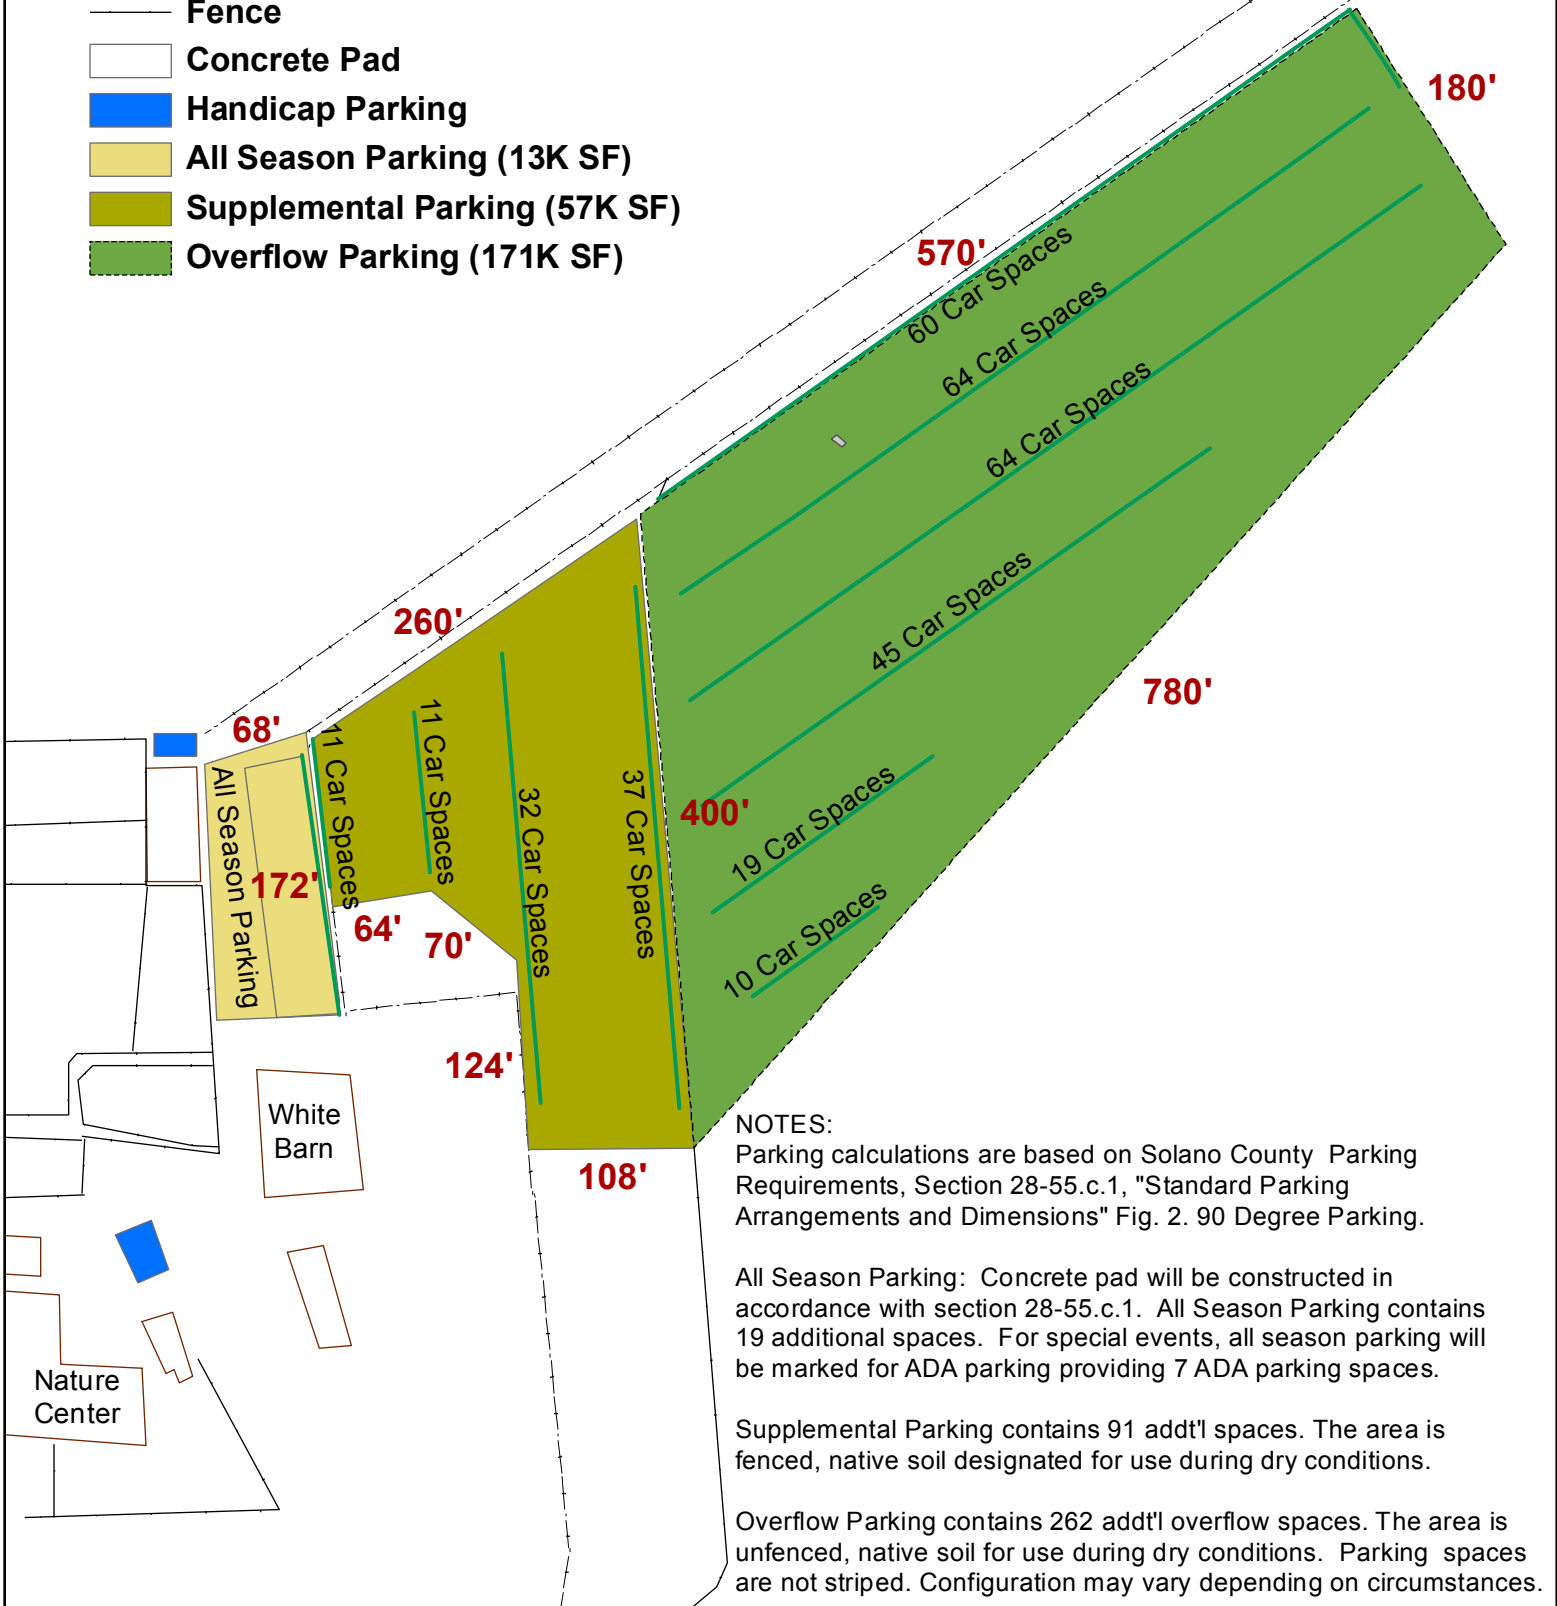 Fence
Concrete Pad
Handicap Parking
All Season Parking (13K SF)
Supplemental Parking (57K SF)
Overflow Parking (171K SF)
180'
570'
60 Car Spaces
64 Car Spaces
64 Car Spaces
45 Car Spaces
19 Car Spaces
10 Car Spaces
780'
400'
260'
68'
11 Car Spaces
11 Car Spaces
32 Car Spaces
37 Car Spaces
All Season Parking
172'
64'
70'
124'
108'
White
Barn
Nature
Center
NOTES:
Parking calculations are based on Solano County  Parking
Requirements, Section 28-55.c.1, "Standard Parking
Arrangements and Dimensions" Fig. 2. 90 Degree Parking.
All Season Parking:  Concrete pad will be constructed in
accordance with section 28-55.c.1.  All Season Parking contains
19 additional spaces.  For special events, all season parking will
be marked for ADA parking providing 7 ADA parking spaces.
Supplemental Parking contains 91 addt'l spaces. The area is
fenced, native soil designated for use during dry conditions.
Overflow Parking contains 262 addt'l overflow spaces. The area is
unfenced, native soil for use during dry conditions.  Parking  spaces
are not striped. Configuration may vary depending on circumstances.